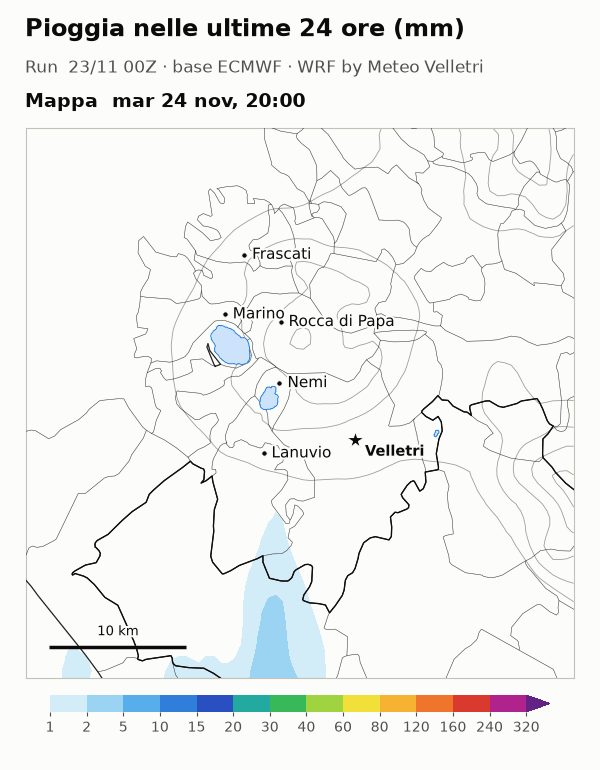 Pioggia nelle ultime 24 ore (mm)
Run  23/11 00Z · base ECMWF · WRF by Meteo Velletri
Mappa  mar 24 nov, 20:00
Frascati
Marino
Rocca di Papa
Nemi
Velletri
Lanuvio
10 km
1 2 5 10 15 20 30 40 60 80 120 160 240 320